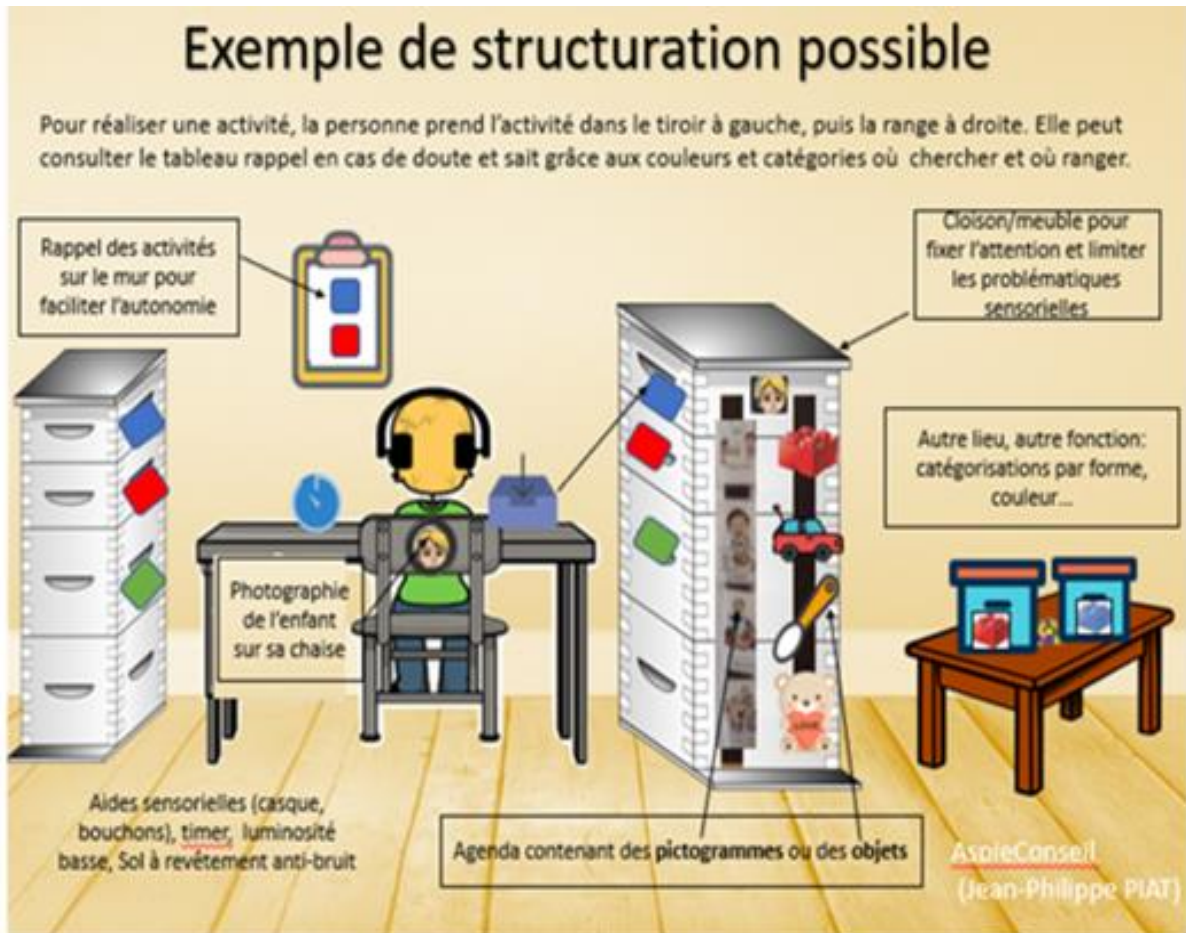 Exemple de structuration possible
Pour réaliser une activité, la personne prend l'activité dans le tiroir à gauche, puis la range à droite. Elle peut
consulter le tableau rappel en cas de doute et sait grâce aux couleurs et catégories où chercher et où ranger.
Rappel des activités
sur le mur pour
faciliter l'autonomie
Cloison/meuble pour
fixer l'attention et limiter
les problématiques
sensorielles
Autre lieu, autre fonction:
catégorisations par forme,
couleur...
Photographie
de l'enfant
sur sa chaise
Aides sensorielles (casque,
bouchons), timer, luminosité
basse, Sol à revêtement anti-bruit
Agenda contenant des pictogrammes ou des objets
AspieConseil
(Jean-Philippe PIAT)